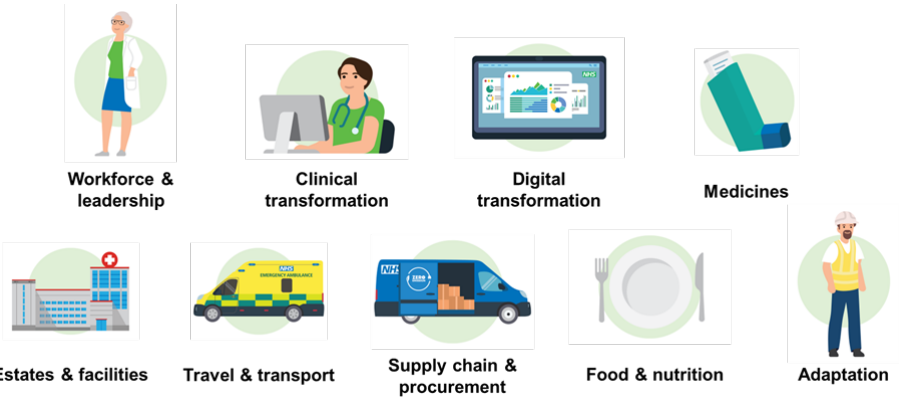 NHS
Workforce &
leadership
Clinical
transformation
Digital
transformation
Medicines
NHS
EMERGENCY AMBULANCE
NHS
ZERO
Estates & facilities
Travel & transport
Supply chain &
procurement
Food & nutrition
Adaptation